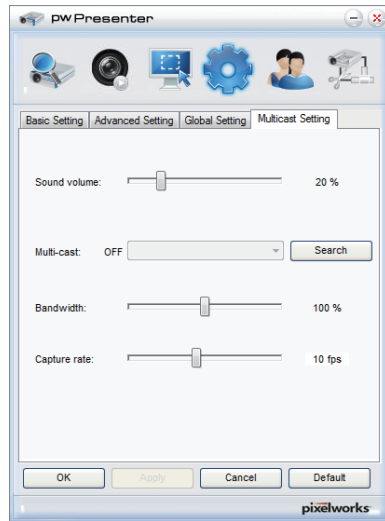 pwPresenter
Basic Setting Advanced Setting Global Setting Multicast Setting
Sound volume: 20 %
Multi-cast: OFF Search
Bandwidth: 100 %
Capture rate: 10 fps
OK Apply Cancel Default
pixelworks